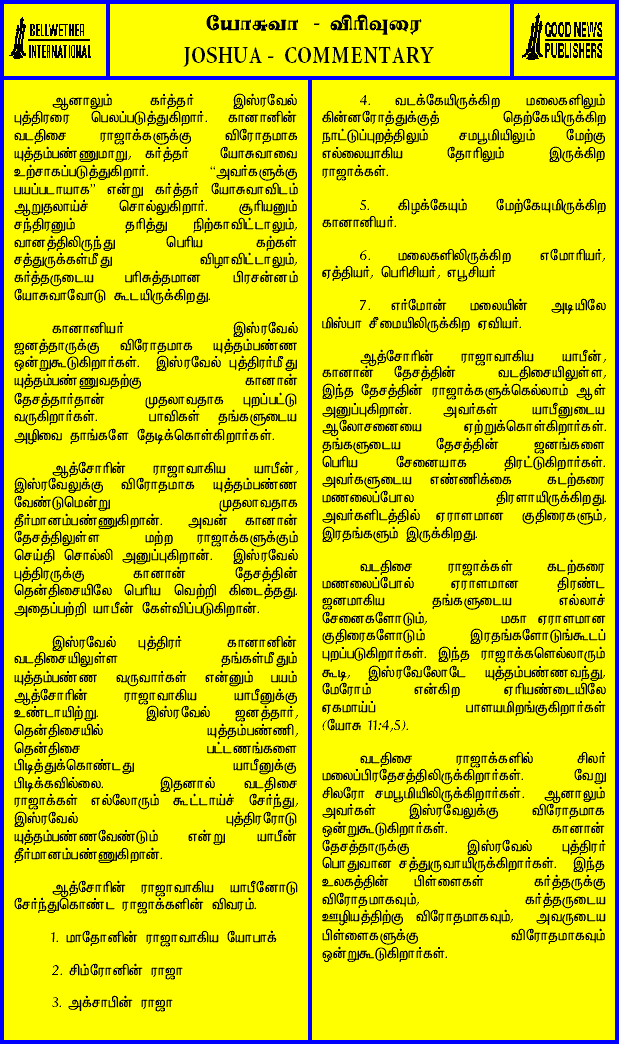 BELLWETHER
INTERNATIONAL
யோசுவா - விரிவுரை
JOSHUA - COMMENTARY
GOOD NEWS
PUBLISHERS
ஆனாலும் கர்த்தர் இஸ்ரவேல்
புத்திரரை பெலப்படுத்துகிறார். கானானின்
வடதிசை ராஜாக்களுக்கு விரோதமாக
யுத்தம்பண்ணுமாறு, கர்த்தர் யோசுவாவை
உற்சாகப்படுத்துகிறார். “அவர்களுக்கு
பயப்படாயாக” என்று கர்த்தர் யோசுவாவிடம்
ஆறுதலாய்ச் சொல்லுகிறார். சூரியனும்
சந்திரனும் தரித்து நிற்காவிட்டாலும்,
வானத்திலிருந்து பெரிய கற்கள்
சத்துருக்கள்மீது விழாவிட்டாலும்,
கர்த்தருடைய பரிசுத்தமான பிரசன்னம்
யோசுவாவோடு கூடயிருக்கிறது.
கானானியர் இஸ்ரவேல்
ஜனத்தாருக்கு விரோதமாக யுத்தம்பண்ண
ஒன்றுகூடுகிறார்கள். இஸ்ரவேல் புத்திரர்மீது
யுத்தம்பண்ணுவதற்கு கானான்
தேசத்தார்தான் முதலாவதாக புறப்பட்டு
வருகிறார்கள். பாவிகள் தங்களுடைய
அழிவை தாங்களே தேடிக்கொள்கிறார்கள்.
ஆத்சோரின் ராஜாவாகிய யாபீன்,
இஸ்ரவேலுக்கு விரோதமாக யுத்தம்பண்ண
வேண்டுமென்று முதலாவதாக
தீர்மானம்பண்ணுகிறான். அவன் கானான்
தேசத்திலுள்ள மற்ற ராஜாக்களுக்கும்
செய்தி சொல்லி அனுப்புகிறான். இஸ்ரவேல்
புத்திரருக்கு கானான் தேசத்தின்
தென்திசையிலே பெரிய வெற்றி கிடைத்தது.
அதைப்பற்றி யாபீன் கேள்விப்படுகிறான்.
இஸ்ரவேல் புத்திரர் கானானின்
வடதிசையிலுள்ள தங்கள்மீதும்
யுத்தம்பண்ண வருவார்கள் என்னும் பயம்
ஆத்சோரின் ராஜாவாகிய யாபீனுக்கு
உண்டாயிற்று. இஸ்ரவேல் ஜனத்தார்,
தென்திசையில் யுத்தம்பண்ணி,
தென்திசை பட்டணங்களை
பிடித்துக்கொண்டது யாபீனுக்கு
பிடிக்கவில்லை. இதனால் வடதிசை
ராஜாக்கள் எல்லோரும் கூட்டாய்ச் சேர்ந்து,
இஸ்ரவேல் புத்திரரோடு
யுத்தம்பண்ணவேண்டும் என்று யாபீன்
தீர்மானம்பண்ணுகிறான்.
ஆத்சோரின் ராஜாவாகிய யாபீனோடு
சேர்ந்துகொண்ட ராஜாக்களின் விவரம்.
1. மாதோனின் ராஜாவாகிய யோபாக்
2. சிம்ரோனின் ராஜா
3. அக்சாபின் ராஜா
4. வடக்கேயிருக்கிற மலைகளிலும்
கின்னரோத்துக்குத் தெற்கேயிருக்கிற
நாட்டுப்புறத்திலும் சமபூமியிலும் மேற்கு
எல்லையாகிய தோரிலும் இருக்கிற
ராஜாக்கள்.
5. கிழக்கேயும் மேற்கேயுமிருக்கிற
கானானியர்.
6. மலைகளிலிருக்கிற எமோரியர்,
ஏத்தியர், பெரிசியர், எபூசியர்
7. எர்மோன் மலையின் அடியிலே
மிஸ்பா சீமையிலிருக்கிற ஏவியர்.
ஆத்சோரின் ராஜாவாகிய யாபீன்,
கானான் தேசத்தின் வடதிசையிலுள்ள,
இந்த தேசத்தின் ராஜாக்களுக்கெல்லாம் ஆள்
அனுப்புகிறான். அவர்கள் யாபீனுடைய
ஆலோசனையை ஏற்றுக்கொள்கிறார்கள்.
தங்களுடைய தேசத்தின் ஜனங்களை
பெரிய சேனையாக திரட்டுகிறார்கள்.
அவர்களுடைய எண்ணிக்கை கடற்கரை
மணலைப்போல திரளாயிருக்கிறது.
அவர்களிடத்தில் ஏராளமான குதிரைகளும்,
இரதங்களும் இருக்கிறது.
வடதிசை ராஜாக்கள் கடற்கரை
மணலைப்போல் ஏராளமான திரண்ட
ஜனமாகிய தங்களுடைய எல்லாச்
சேனைகளோடும், மகா ஏராளமான
குதிரைகளோடும் இரதங்களோடுங்கூடப்
புறப்படுகிறார்கள். இந்த ராஜாக்களெல்லாரும்
கூடி, இஸ்ரவேலோடே யுத்தம்பண்ணவந்து,
மேரோம் என்கிற ஏரியண்டையிலே
ஏகமாய்ப் பாளயமிறங்குகிறார்கள்
(யோசு 11:4,5).
வடதிசை ராஜாக்களில் சிலர்
மலைப்பிரதேசத்திலிருக்கிறார்கள். வேறு
சிலரோ சமபூமியிலிருக்கிறார்கள். ஆனாலும்
அவர்கள் இஸ்ரவேலுக்கு விரோதமாக
ஒன்றுகூடுகிறார்கள். கானான்
தேசத்தாருக்கு இஸ்ரவேல் புத்திரர்
பொதுவான சத்துருவாயிருக்கிறார்கள். இந்த
உலகத்தின் பிள்ளைகள் கர்த்தருக்கு
விரோதமாகவும், கர்த்தருடைய
ஊழியத்திற்கு விரோதமாகவும், அவருடைய
பிள்ளைகளுக்கு விரோதமாகவும்
ஒன்றுகூடுகிறார்கள்.